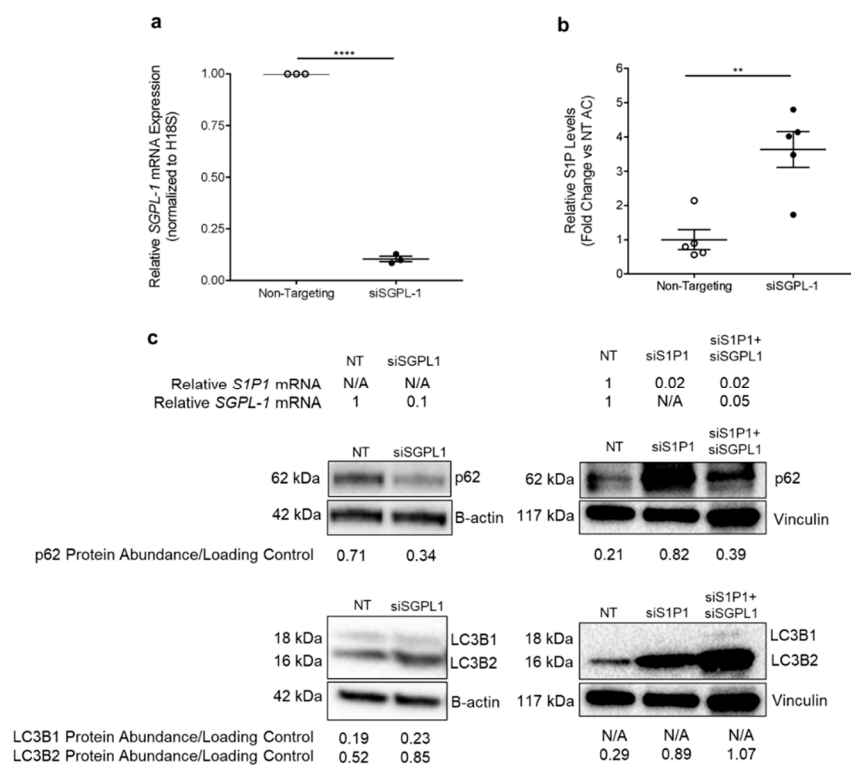 a
Relative SGPL-1 mRNA Expression
(normalized to H18S)
1.00
0.75
0.50
0.25
0.00
****
Non-Targeting siSGPL-1
b
Relative S1P Levels
(Fold Change vs NT AC)
6
5
4
3
2
1
0
**
Non-Targeting siSGPL-1
c
NT siSGPL1
Relative S1P1 mRNA N/A N/A
Relative SGPL-1 mRNA 1 0.1
NT siS1P1 siS1P1+
siSGPL1
1 0.02 0.02
1 N/A 0.05
NT siSGPL1
62 kDa p62
42 kDa B-actin
p62 Protein Abundance/Loading Control 0.71 0.34
NT siS1P1 siS1P1+
siSGPL1
62 kDa p62
117 kDa Vinculin
0.21 0.82 0.39
NT siSGPL1
18 kDa LC3B1
16 kDa LC3B2
42 kDa B-actin
LC3B1 Protein Abundance/Loading Control 0.19 0.23
LC3B2 Protein Abundance/Loading Control 0.52 0.85
NT siS1P1 siS1P1+
siSGPL1
18 kDa LC3B1
16 kDa LC3B2
117 kDa Vinculin
N/A N/A N/A
0.29 0.89 1.07